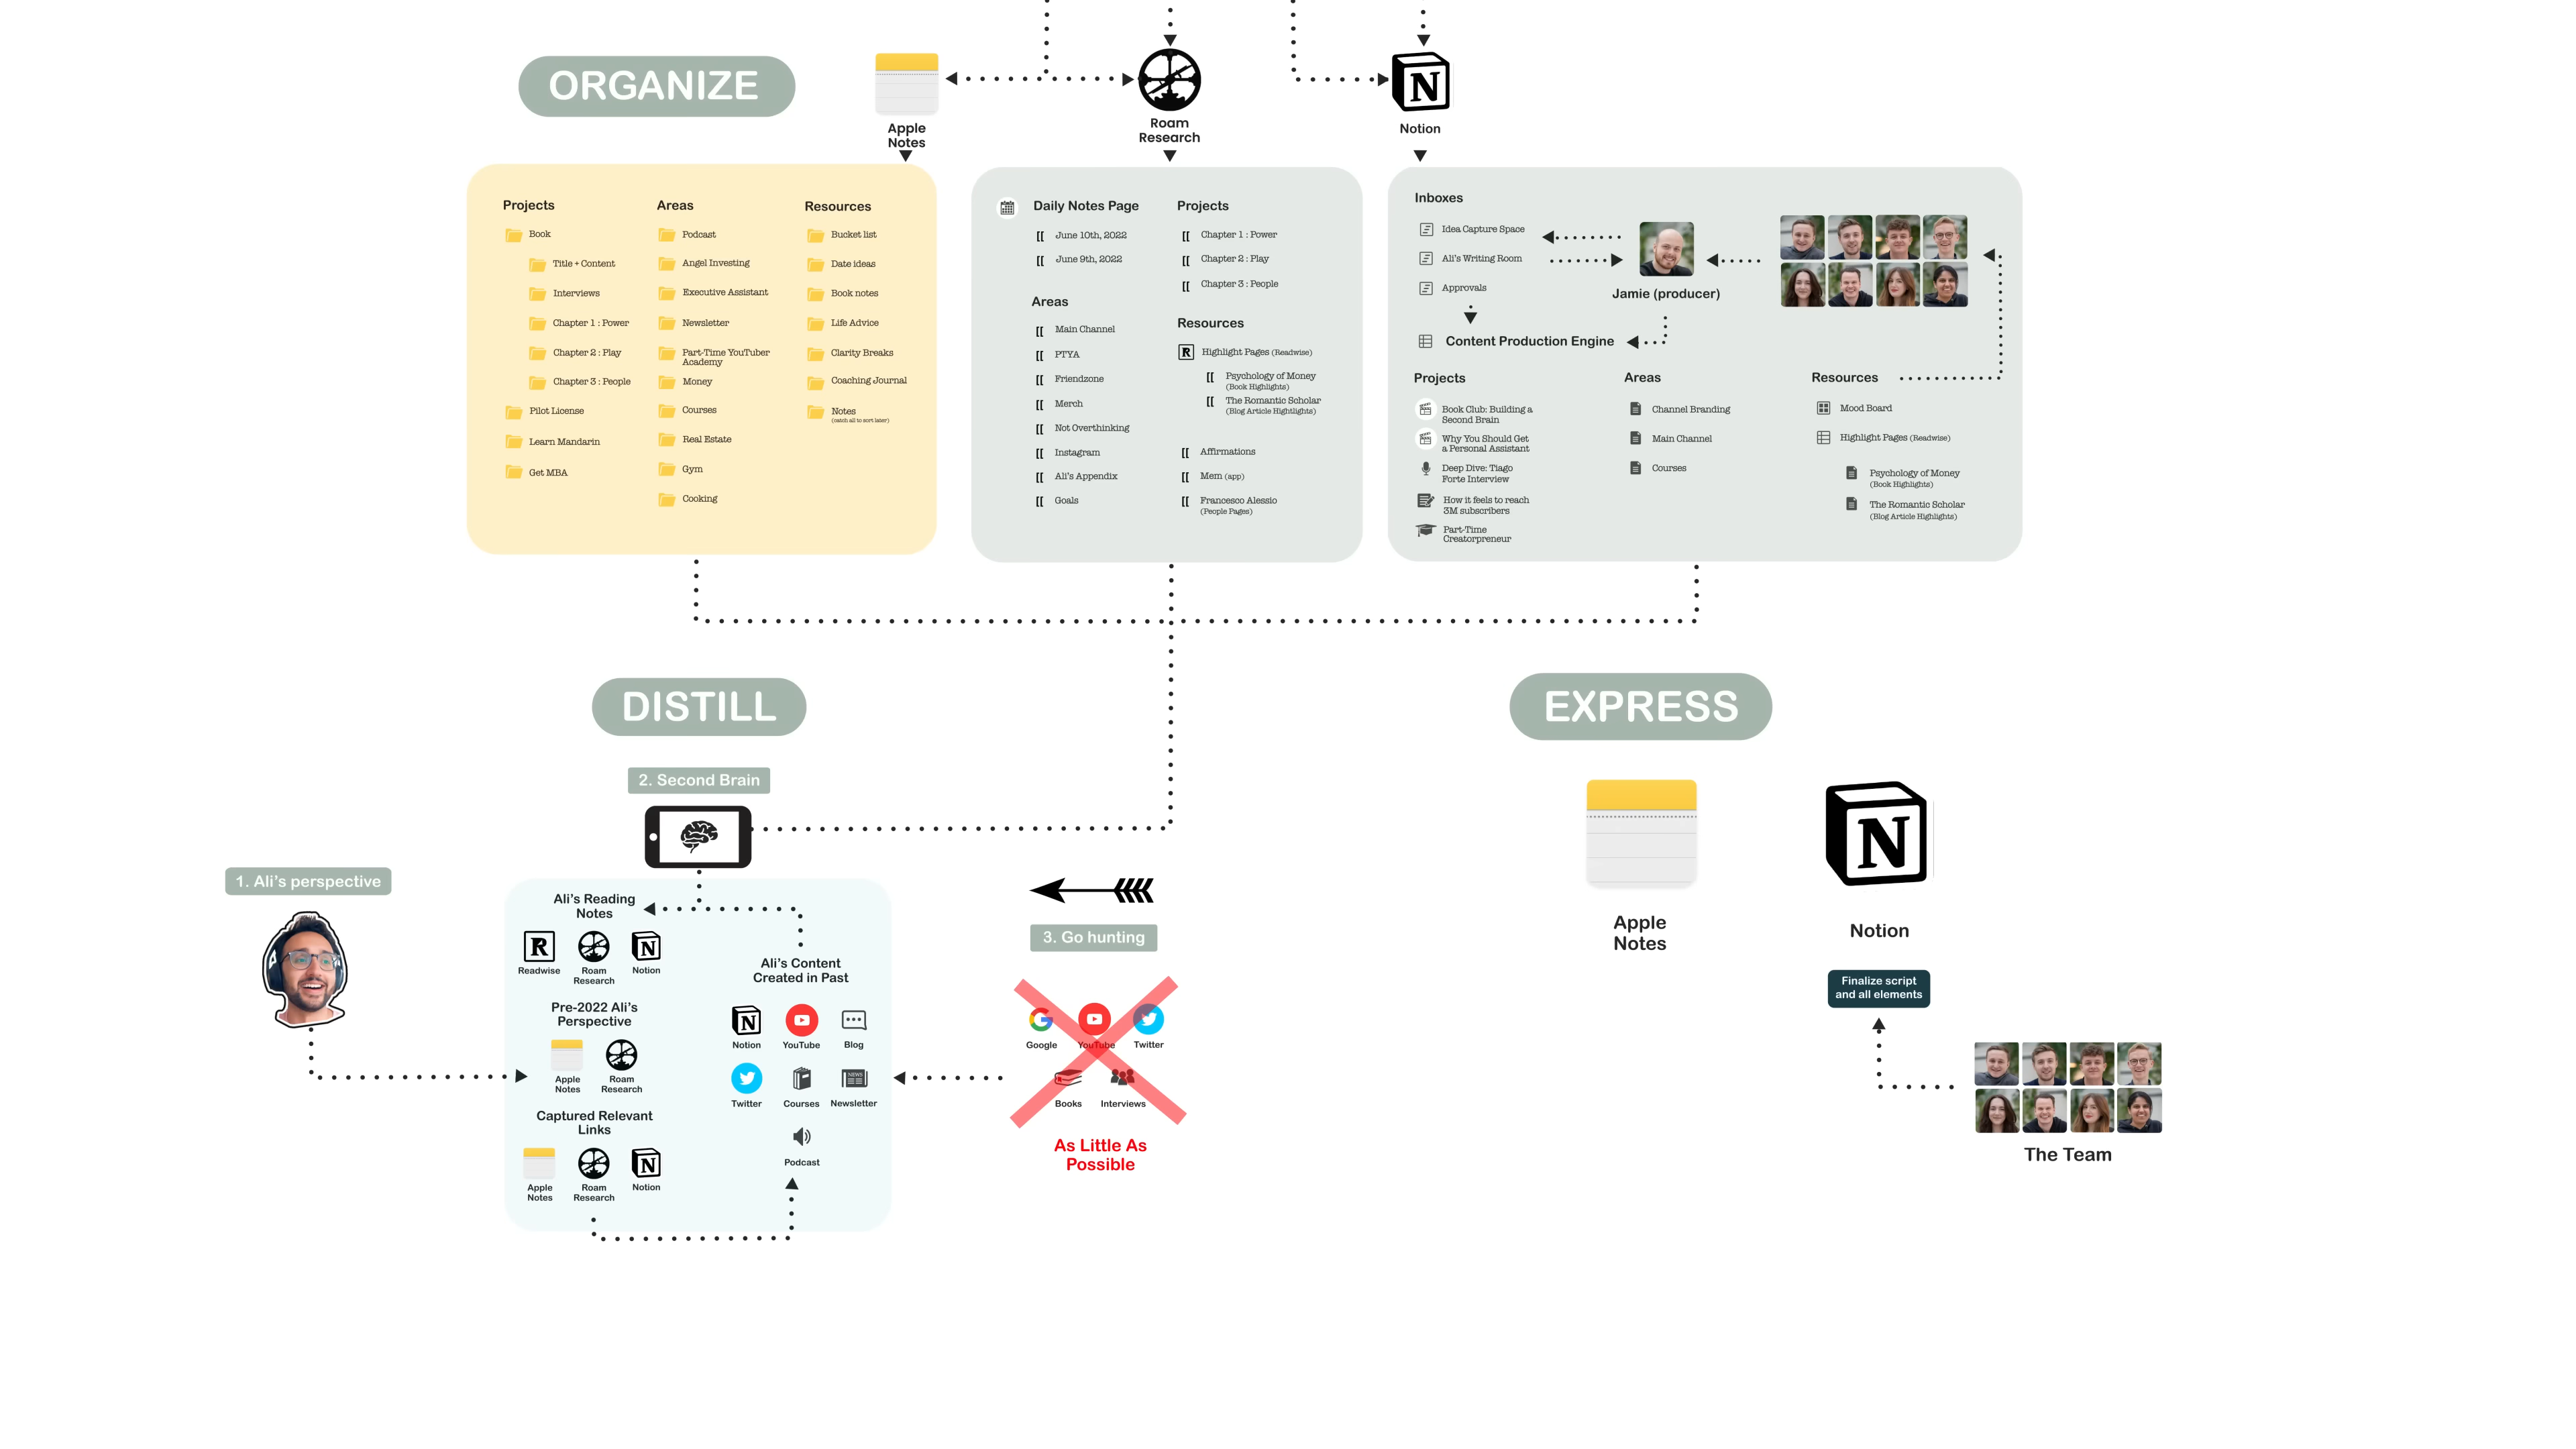 ORGANIZE
Apple
Notes
Roam
Research
N
Notion
Projects
Book
Title + Content
Interviews
Chapter 1 : Power
Chapter 2 : Play
Chapter 3 : People
Pilot License
Learn Mandarin
Get MBA
Areas
Podcast
Angel Investing
Executive Assistant
Newsletter
Part-Time YouTuber
Academy
Money
Courses
Real Estate
Gym
Cooking
Resources
Bucket list
Date ideas
Book notes
Life Advice
Clarity Breaks
Coaching Journal
Notes
(catch all to sort later)
Daily Notes Page
[[ June 10th, 2022
[[ June 9th, 2022
Areas
[[ Main Channel
[[ PTYA
[[ Friendzone
[[ Merch
[[ Not Overthinking
[[ Instagram
[[ Ali's Appendix
[[ Goals
Projects
[[ Chapter 1 : Power
[[ Chapter 2 : Play
[[ Chapter 3 : People
Resources
R Highlight Pages (Readwise)
[[ Psychology of Money
(Book Highlights)
[[ The Romantic Scholar
(Blog Article Hightlights)
[[ Affirmations
[[ Mem (app)
[[ Francesco Alessio
(People Pages)
Inboxes
Idea Capture Space
Ali's Writing Room
Approvals
Jamie (producer)
Content Production Engine
Projects
Book Club: Building a
Second Brain
Why You Should Get
a Personal Assistant
Deep Dive: Tiago
Forte Interview
How it feels to reach
3M subscribers
Part-Time
Creatorpreneur
Areas
Channel Branding
Main Channel
Courses
Resources
Mood Board
Highlight Pages (Readwise)
Psychology of Money
(Book Highlights)
The Romantic Scholar
(Blog Article Highlights)
DISTILL
2. Second Brain
1. Ali's perspective
Ali's Reading
Notes
R
N
Readwise
Roam
Research
Notion
Pre-2022 Ali's
Perspective
Apple
Notes
Roam
Research
Captured Relevant
Links
N
Apple
Notes
Roam
Research
Notion
Ali's Content
Created in Past
N
Notion
YouTube
Blog
NEWS
Twitter
Courses
Newsletter
Podcast
3. Go hunting
G
Google
YouTube
Twitter
Books
Interviews
As Little As
Possible
EXPRESS
Apple
Notes
N
Notion
Finalize script
and all elements
The Team